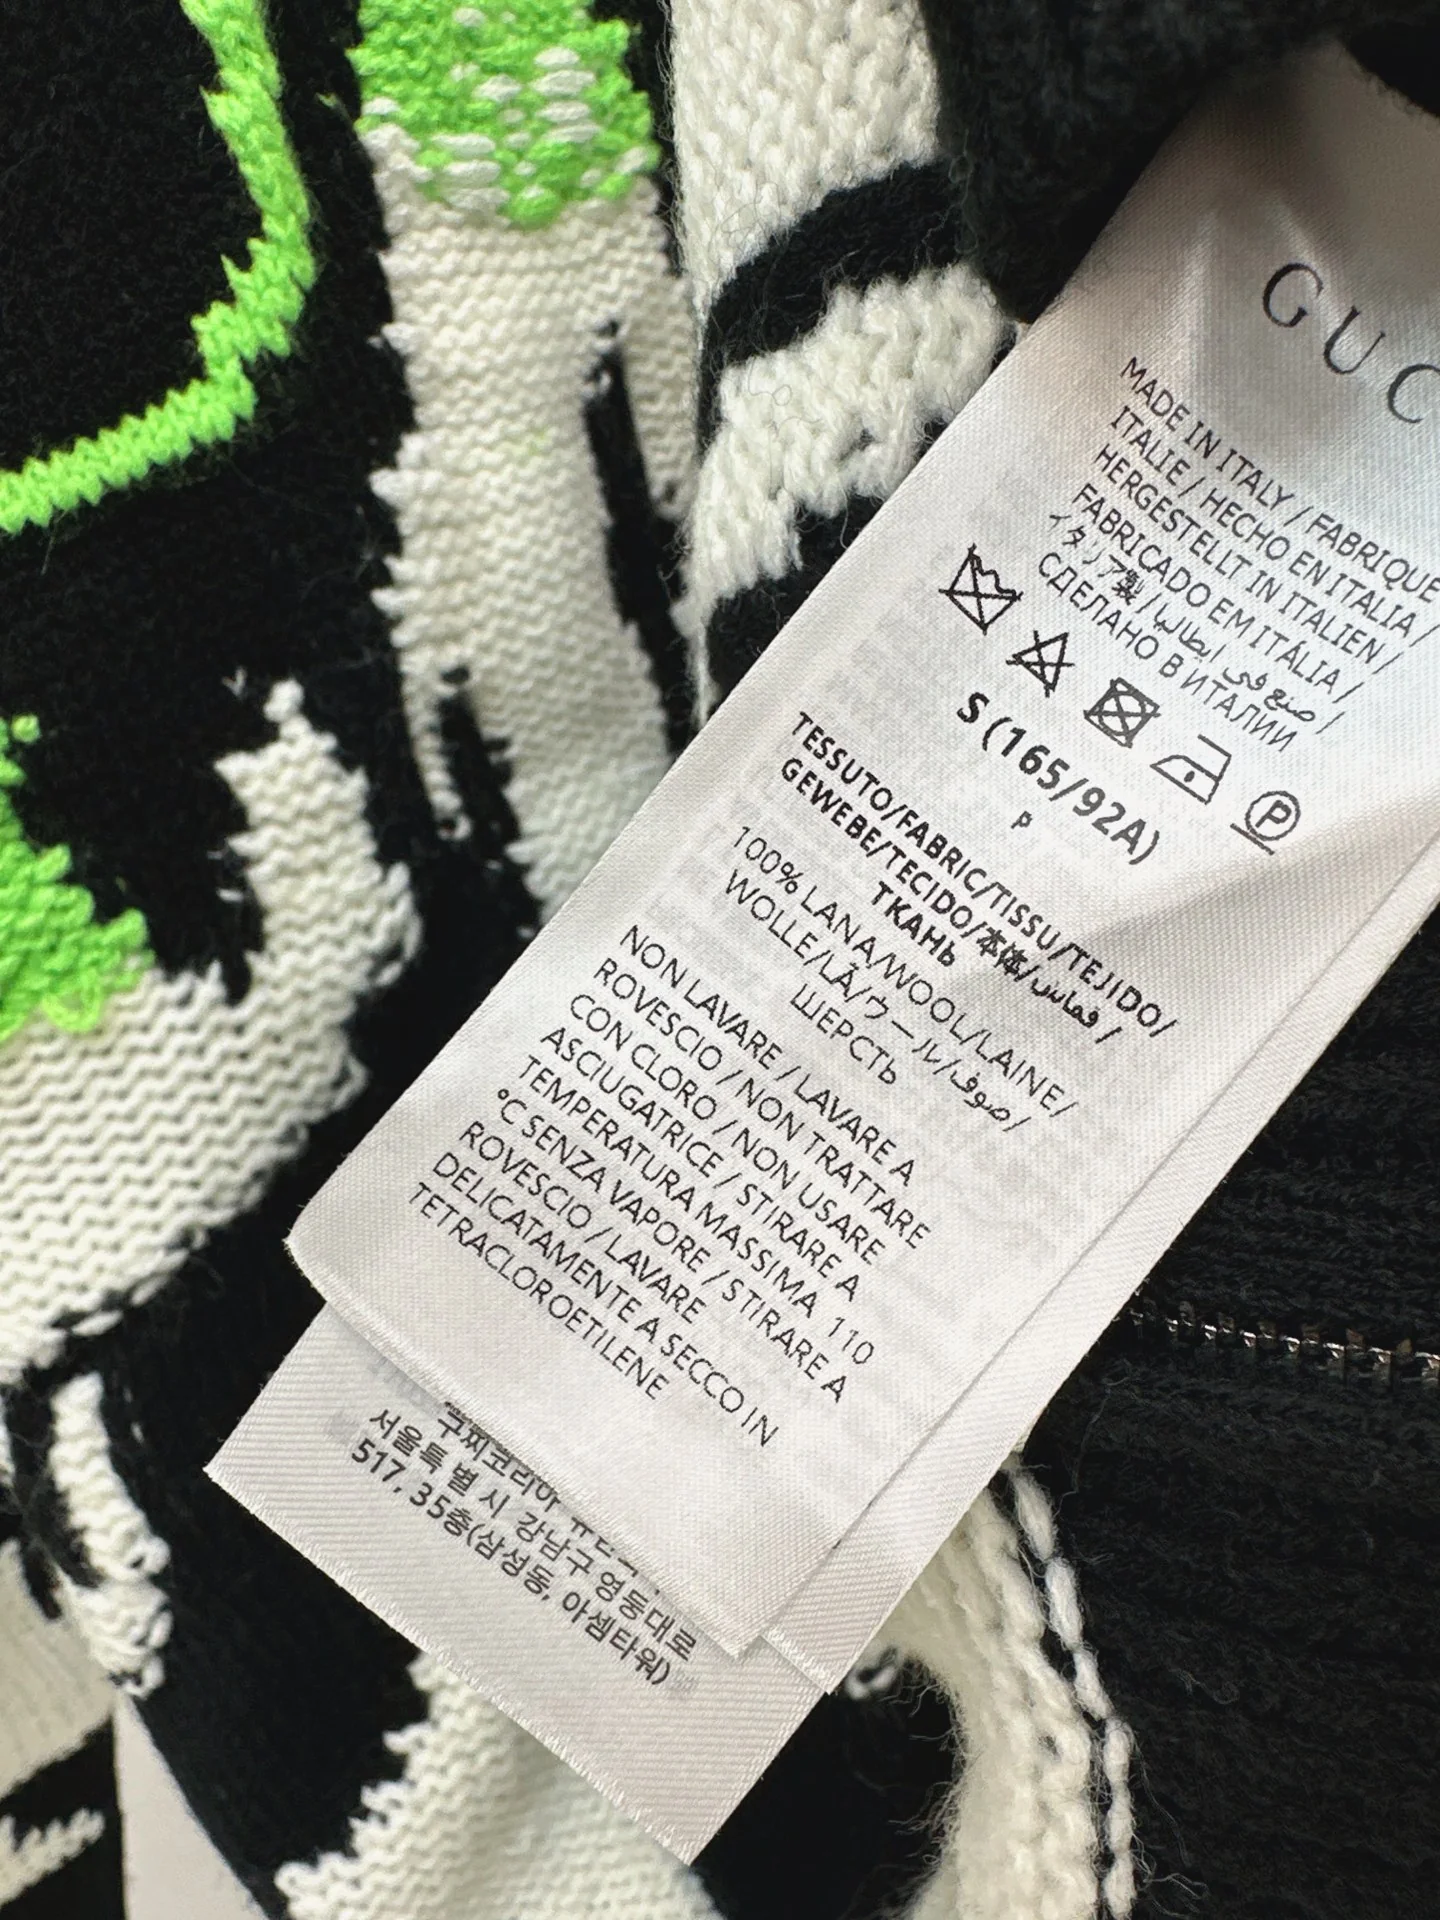 GUC
MADE IN ITALY / FABRIQUE
ITALIE / HECHO EN ITALIA /
HERGESTELLT IN ITALIEN /
FABRICADO EM ITÁLIA /
イタリア製 / صنع في ايطاليا /
СДЕЛАНО В ИТАЛИИ
P
S (165/92A)
P
TESSUTO/FABRIC/TISSU/TEJIDO/
GEWEBE/TECIDO/本体/قماش /
ТКАНЬ
100% LANA/WOOL/LAINE/
WOLLE/LÃ/ウール/صوف/
ШЕРСТЬ
NON LAVARE / LAVARE A
ROVESCIO / NON TRATTARE
CON CLORO / NON USARE
ASCIUGATRICE / STIRARE A
TEMPERATURA MASSIMA 110
°C SENZA VAPORE / STIRARE A
ROVESCIO / LAVARE
DELICATAMENTE A SECCO IN
TETRACLOROETILENE
구찌코리아
서울특별시 강남구 영동대로
517, 35층(삼성동, 아셈타워)